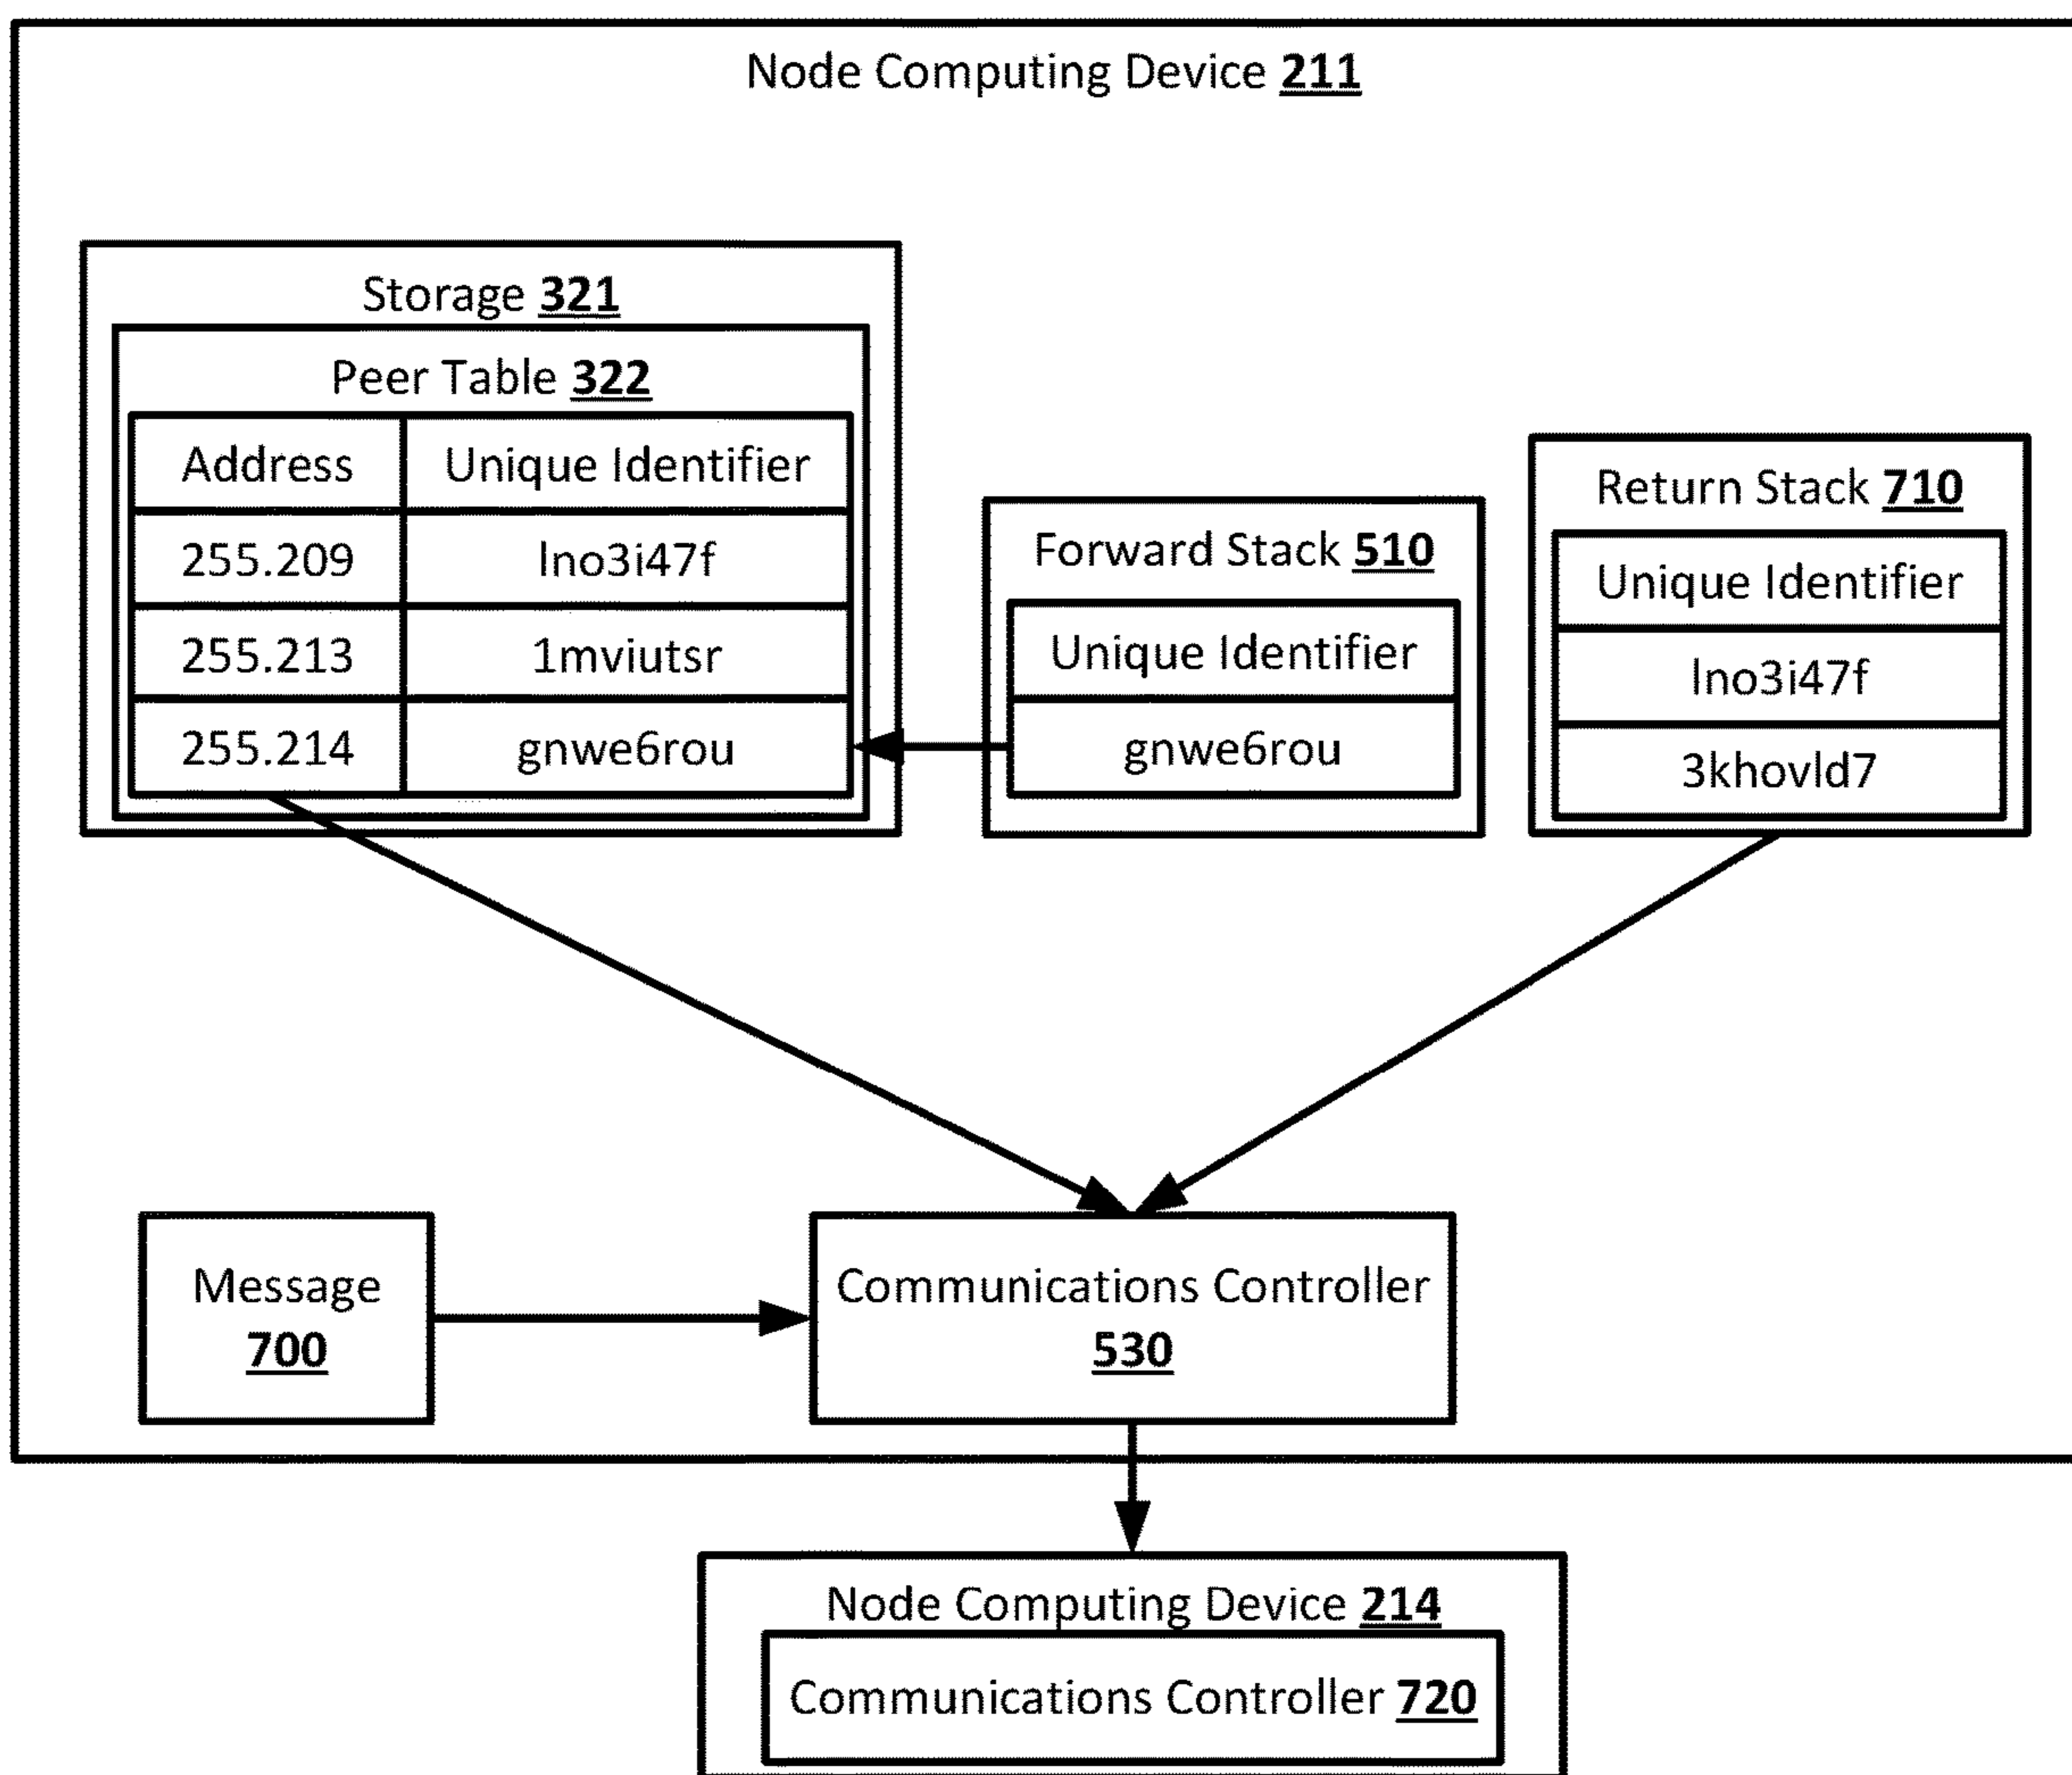 Node Computing Device 211
Storage 321
Peer Table 322
Address Unique Identifier
255.209 lno3i47f
255.213 1mviutsr
255.214 gnwe6rou
Forward Stack 510
Unique Identifier
gnwe6rou
Return Stack 710
Unique Identifier
lno3i47f
3khovld7
Message
700
Communications Controller
530
Node Computing Device 214
Communications Controller 720